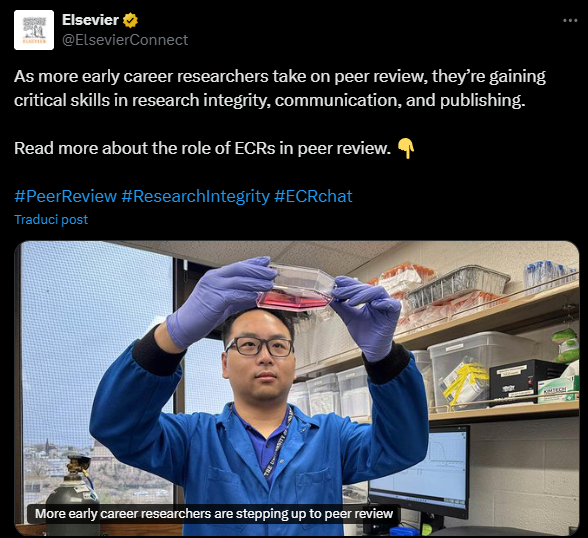 Elsevier
@ElsevierConnect
As more early career researchers take on peer review, they're gaining
critical skills in research integrity, communication, and publishing.
Read more about the role of ECRs in peer review. 👇
#PeerReview #ResearchIntegrity #ECRchat
Traduci post
KIMTECH
More early career researchers are stepping up to peer review